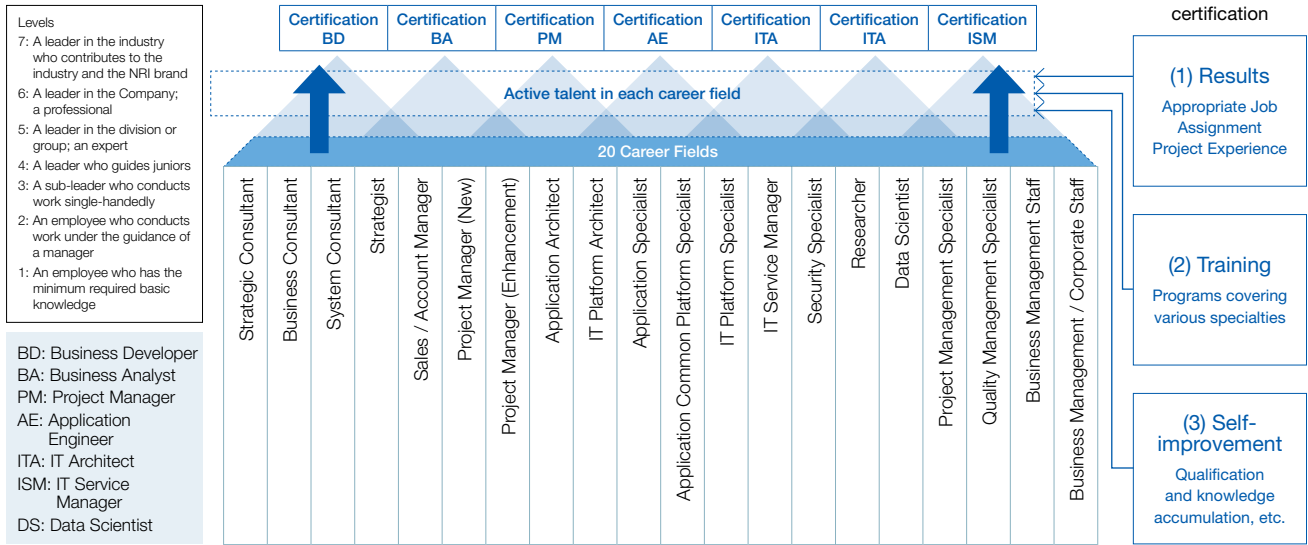 Levels
7: A leader in the industry
who contributes to the
industry and the NRI brand
6: A leader in the Company;
a professional
5: A leader in the division or
group; an expert
4: A leader who guides juniors
3: A sub-leader who conducts
work single-handedly
2: An employee who conducts
work under the guidance of
a manager
1: An employee who has the
minimum required basic
knowledge
BD: Business Developer
BA: Business Analyst
PM: Project Manager
AE: Application
Engineer
ITA: IT Architect
ISM: IT Service
Manager
DS: Data Scientist
Certification
BD
Certification
BA
Certification
PM
Certification
AE
Certification
ITA
Certification
ITA
Certification
ISM
Active talent in each career field
20 Career Fields
Strategic Consultant
Business Consultant
System Consultant
Strategist
Sales / Account Manager
Project Manager (New)
Project Manager (Enhancement)
Application Architect
IT Platform Architect
Application Specialist
Application Common Platform Specialist
IT Platform Specialist
IT Service Manager
Security Specialist
Researcher
Data Scientist
Project Management Specialist
Quality Management Specialist
Business Management Staff
Business Management / Corporate Staff
certification
(1) Results
Appropriate Job
Assignment
Project Experience
(2) Training
Programs covering
various specialties
(3) Self-
improvement
Qualification
and knowledge
accumulation, etc.